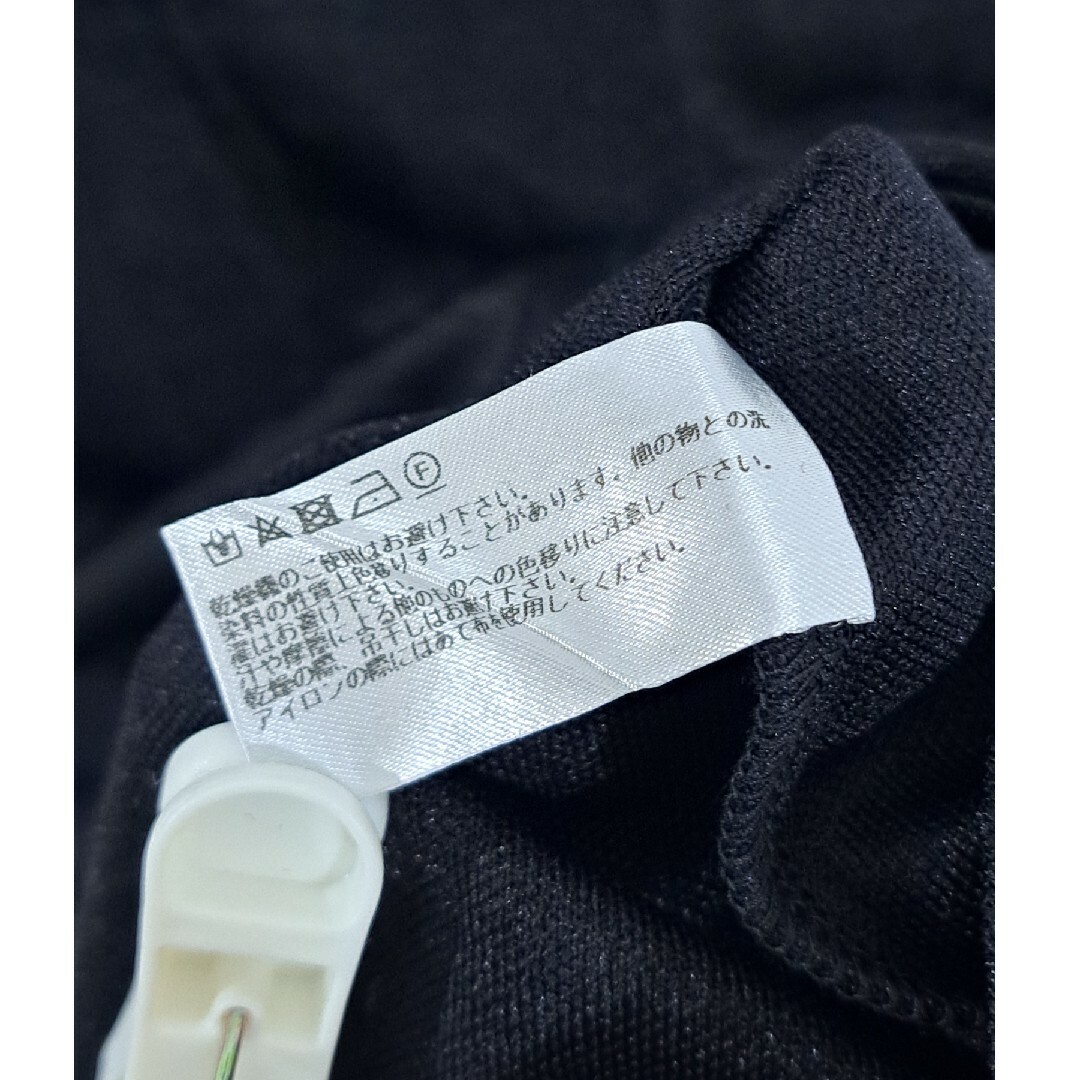 F
乾燥機のご使用はお避け下さい。
染料の性質上色移りすることがあります。他の物との洗
濯はお避け下さい。
汗や摩擦による他のものへの色移りに注意して下さい。
乾燥の際、吊干しはお避け下さい。
アイロンの際にはあて布を使用してください。